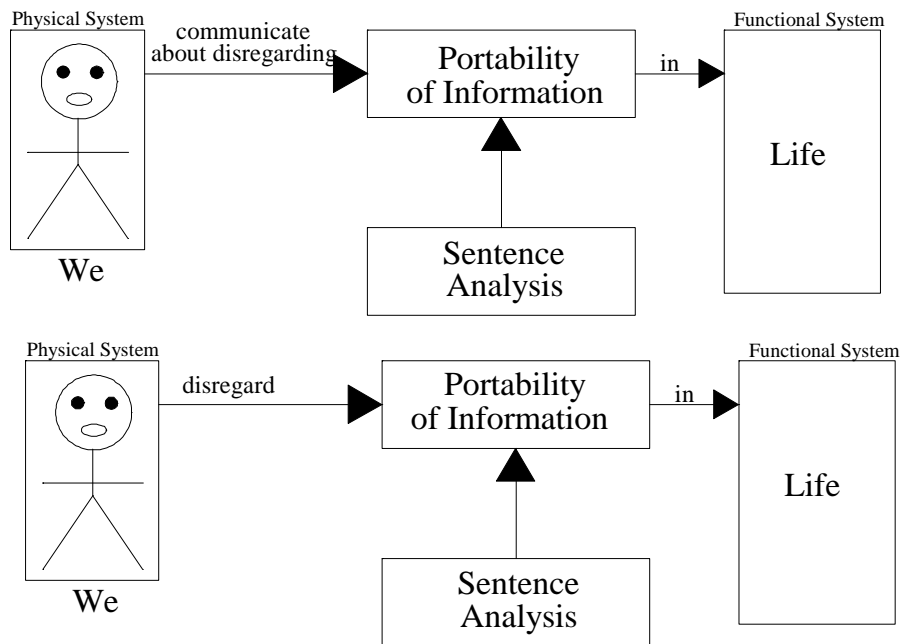 Physical System
Functional System
communicate
about disregarding
Portability
of Information
in
Life
Sentence
Analysis
We
Physical System
Functional System
disregard
Portability
of Information
in
Life
Sentence
Analysis
We